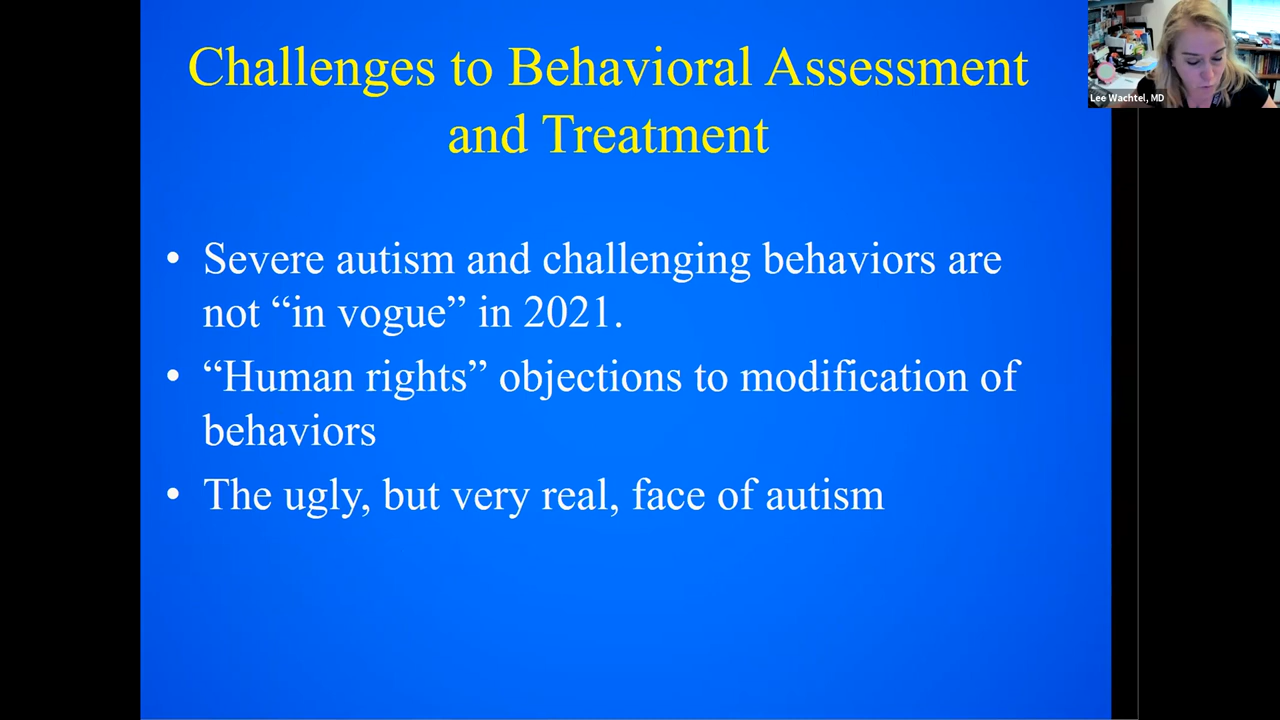 Challenges to Behavioral Assessment
and Treatment
Lee Wachtel, MD
• Severe autism and challenging behaviors are
not “in vogue” in 2021.
• “Human rights” objections to modification of
behaviors
• The ugly, but very real, face of autism